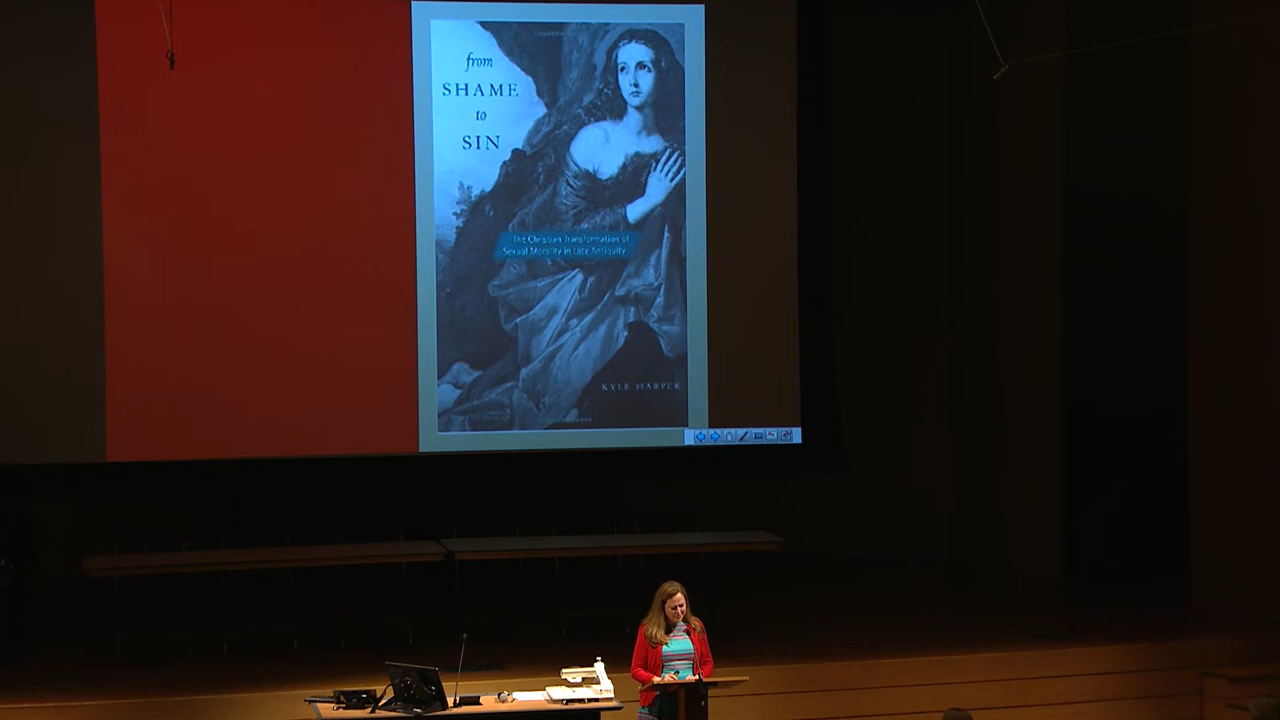 from
SHAME
to
SIN
The Christian Transformation of
Sexual Morality in Late Antiquity
KYLE HARPER